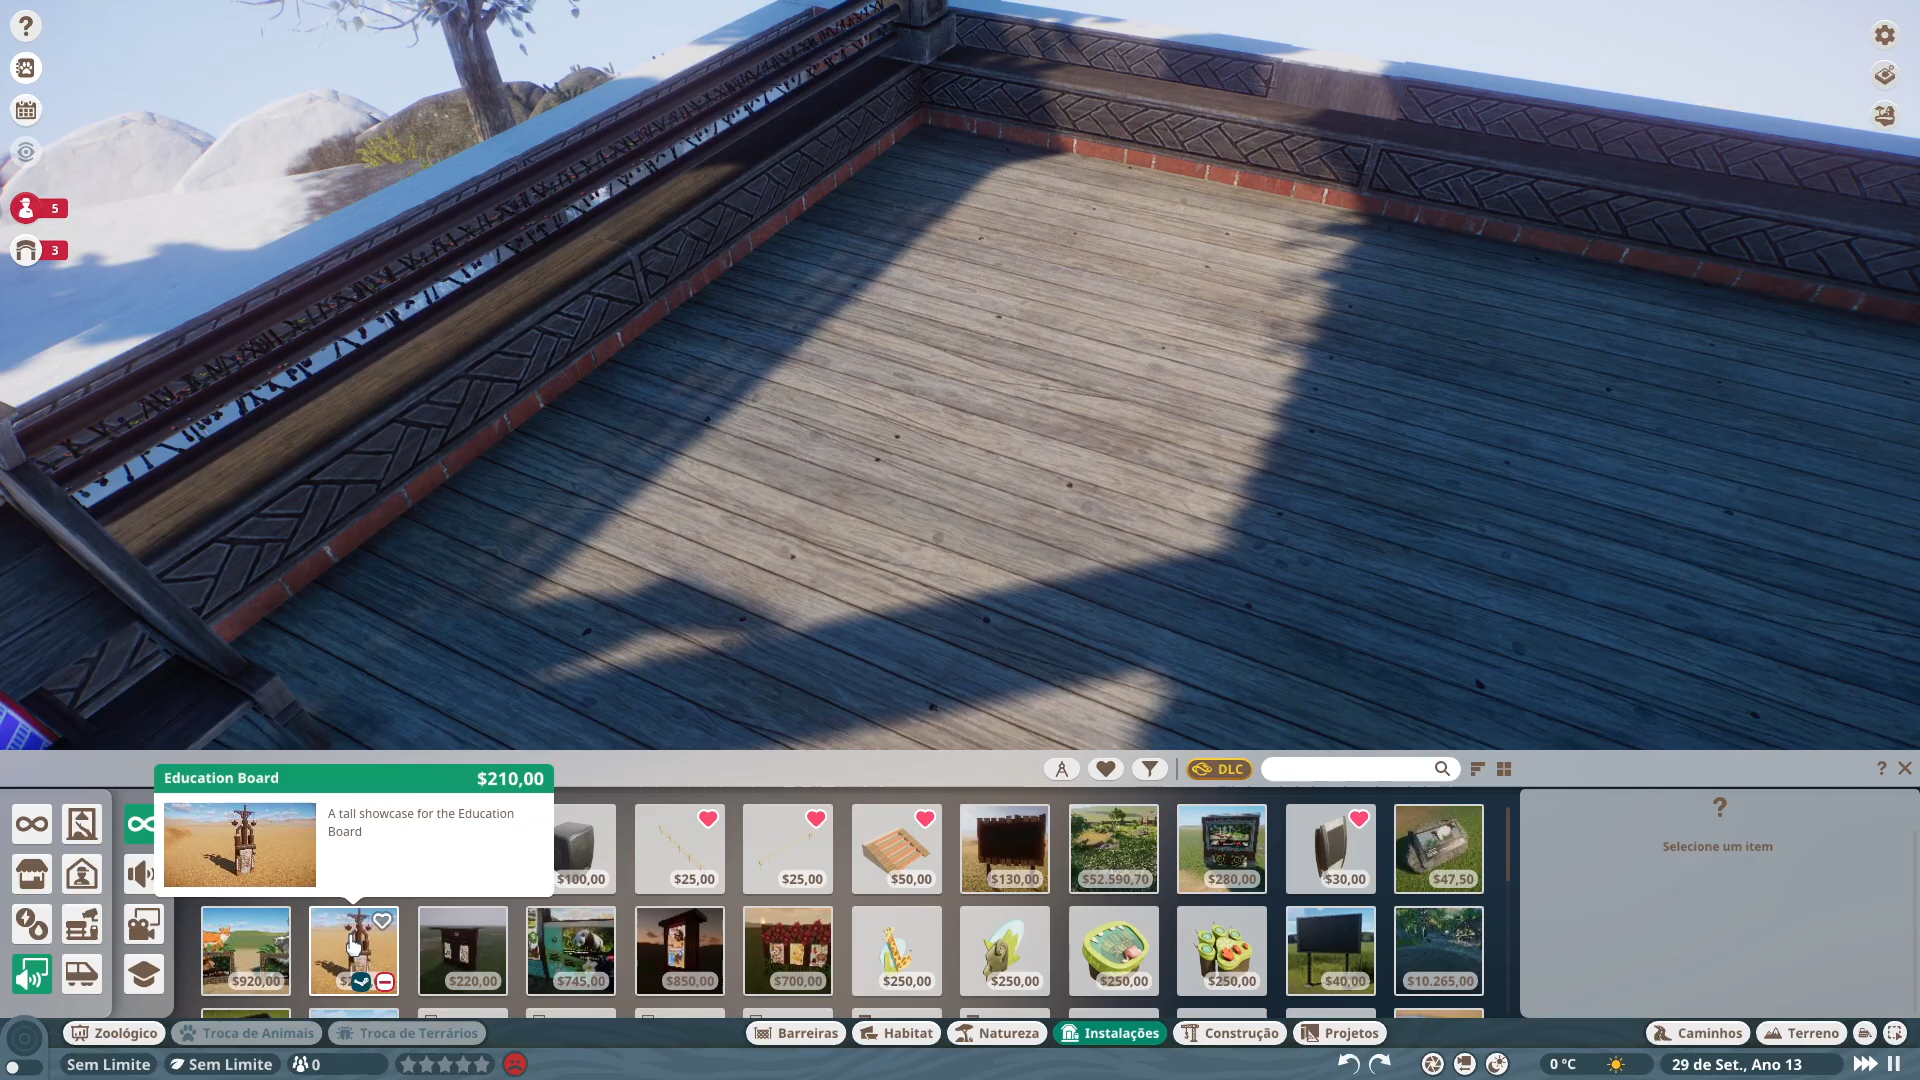 ?
5
3
Education Board
$210,00
A tall showcase for the Education
Board
DLC
?
$100,00
$25,00
$25,00
$50,00
$130,00
$52.590,70
$280,00
$30,00
$47,50
?
Selecione um item
$920,00
$220,00
$745,00
$850,00
$700,00
$250,00
$250,00
$250,00
$250,00
$40,00
$10.265,00
Zoológico
Troca de Animais
Troca de Terrários
Barreiras
Habitat
Natureza
Instalações
Construção
Projetos
Caminhos
Terreno
Sem Limite
Sem Limite
0
0 °C
29 de Set., Ano 13